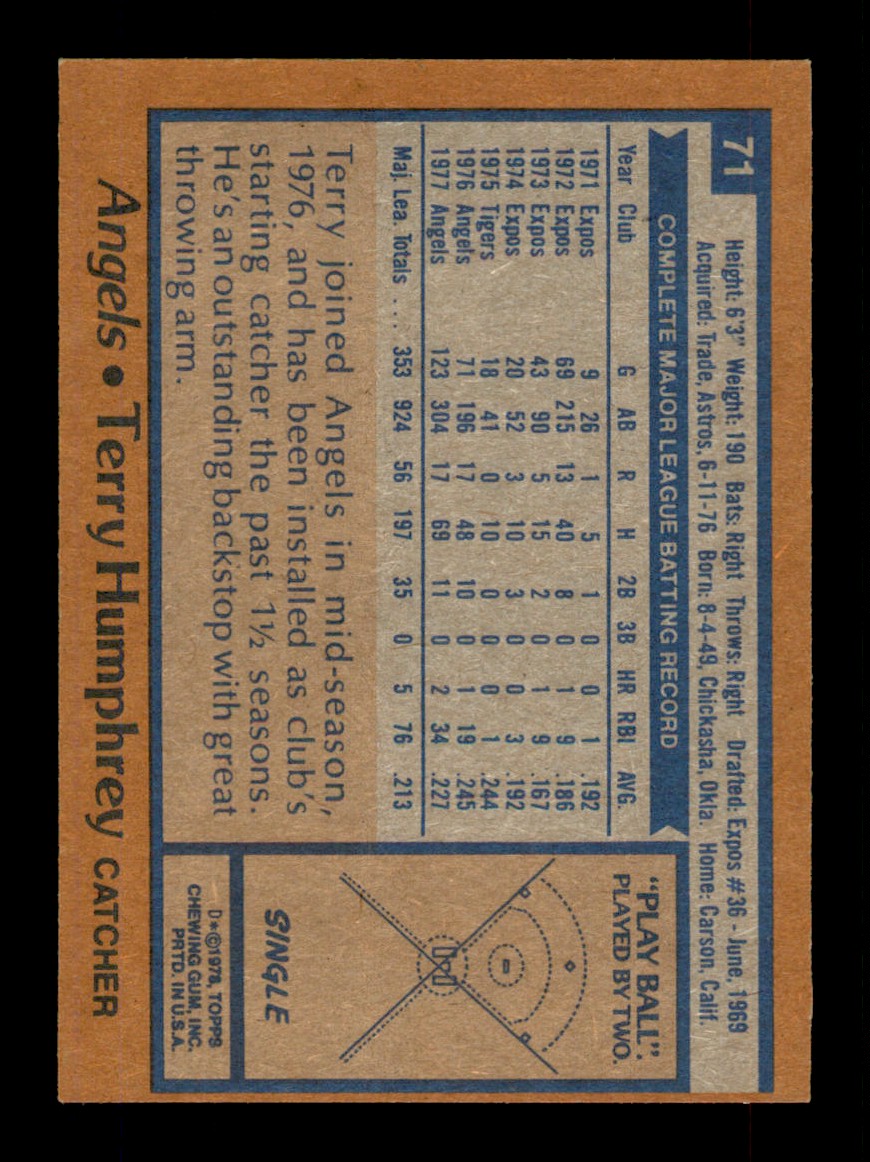 71
Height: 6'3" Weight: 190 Bats: Right Throws: Right Drafted: Expos #36 - June, 1969
Acquired: Trade, Astros, 6-11-76 Born: 8-4-49, Chickasha, Okla. Home: Carson, Calif.
COMPLETE MAJOR LEAGUE BATTING RECORD
Year Club G AB R H 2B 3B HR RBI AVG.
1971 Expos 9 26 1 5 1 0 0 1 .192
1972 Expos 69 215 13 40 8 0 1 9 .186
1973 Expos 43 90 5 15 2 0 1 9 .167
1974 Expos 20 52 3 10 3 0 0 3 .192
1975 Tigers 18 41 0 10 0 0 0 1 .244
1976 Angels 71 196 17 48 10 0 1 19 .245
1977 Angels 123 304 17 69 11 0 2 34 .227
Maj. Lea. Totals ... 353 924 56 197 35 0 5 76 .213
Terry joined Angels in mid-season,
1976, and has been installed as club's
starting catcher the past 1½ seasons.
He's an outstanding backstop with great
throwing arm.
"PLAY BALL".
PLAYED BY TWO.
SINGLE
D*©1978, TOPPS
CHEWING GUM, INC.
PRTD. IN U.S.A.
Angels • Terry Humphrey CATCHER